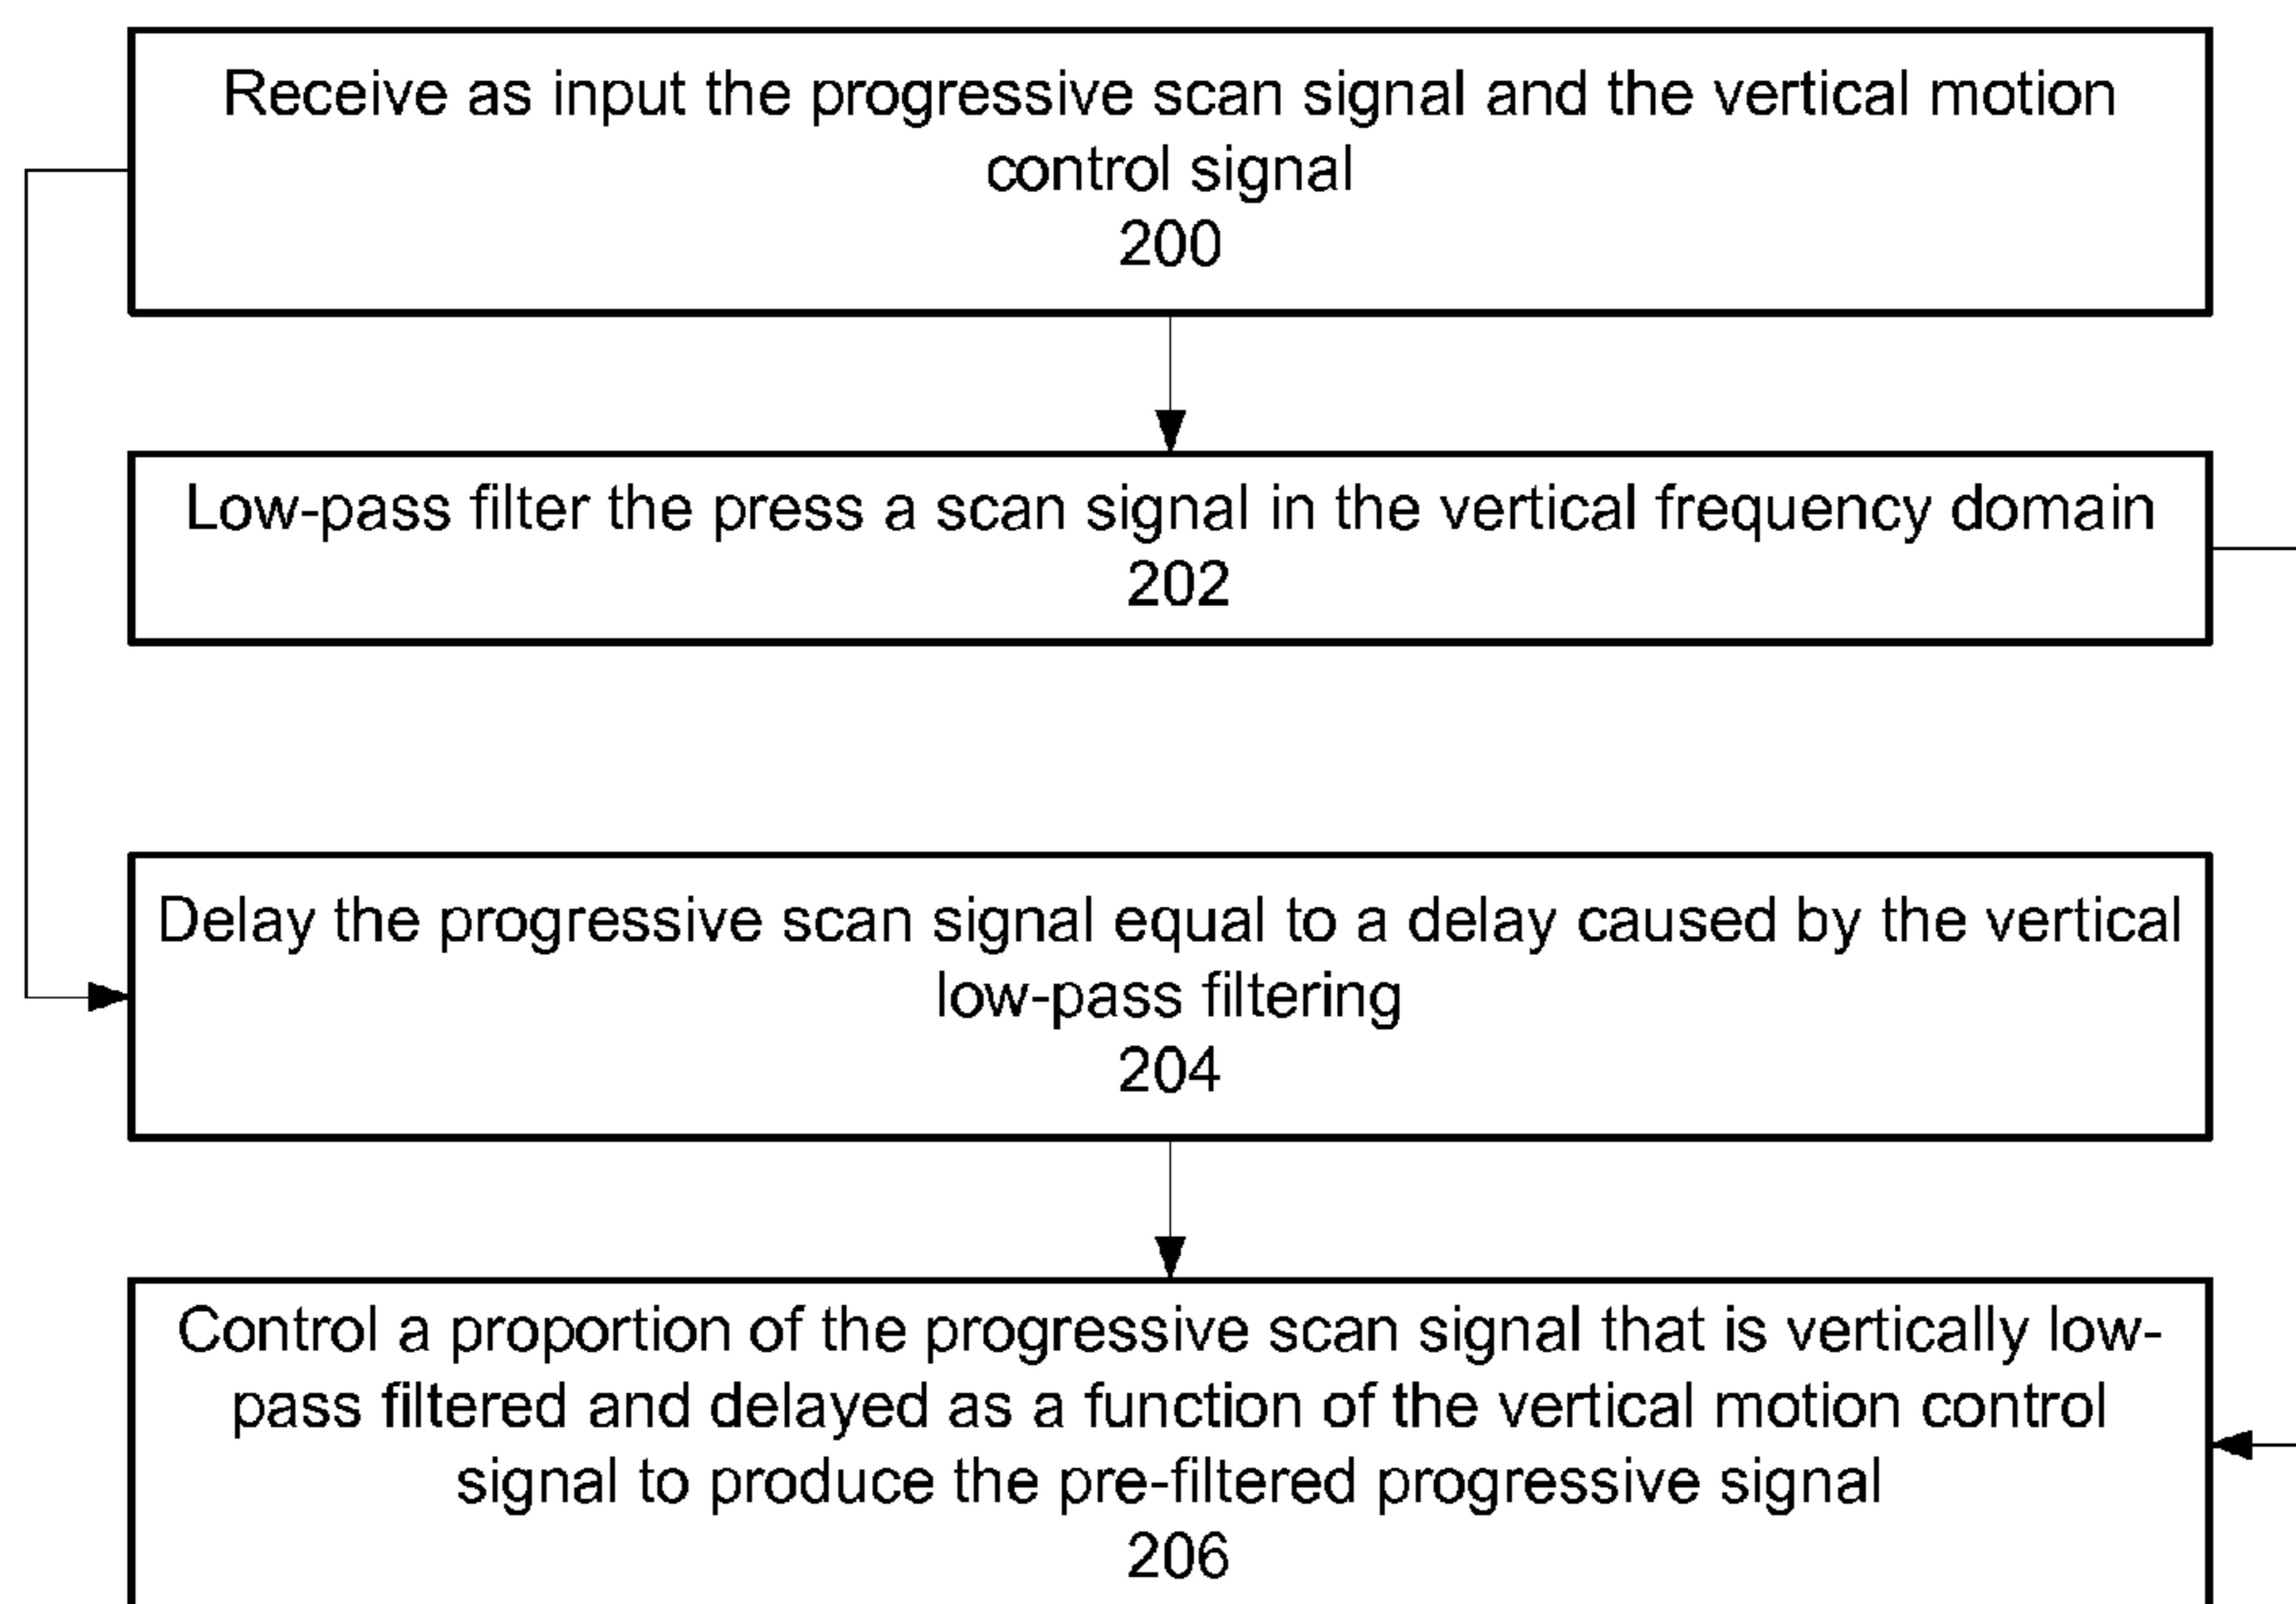 Receive as input the progressive scan signal and the vertical motion
control signal
200
Low-pass filter the press a scan signal in the vertical frequency domain
202
Delay the progressive scan signal equal to a delay caused by the vertical
low-pass filtering
204
Control a proportion of the progressive scan signal that is vertically low-
pass filtered and delayed as a function of the vertical motion control
signal to produce the pre-filtered progressive signal
206